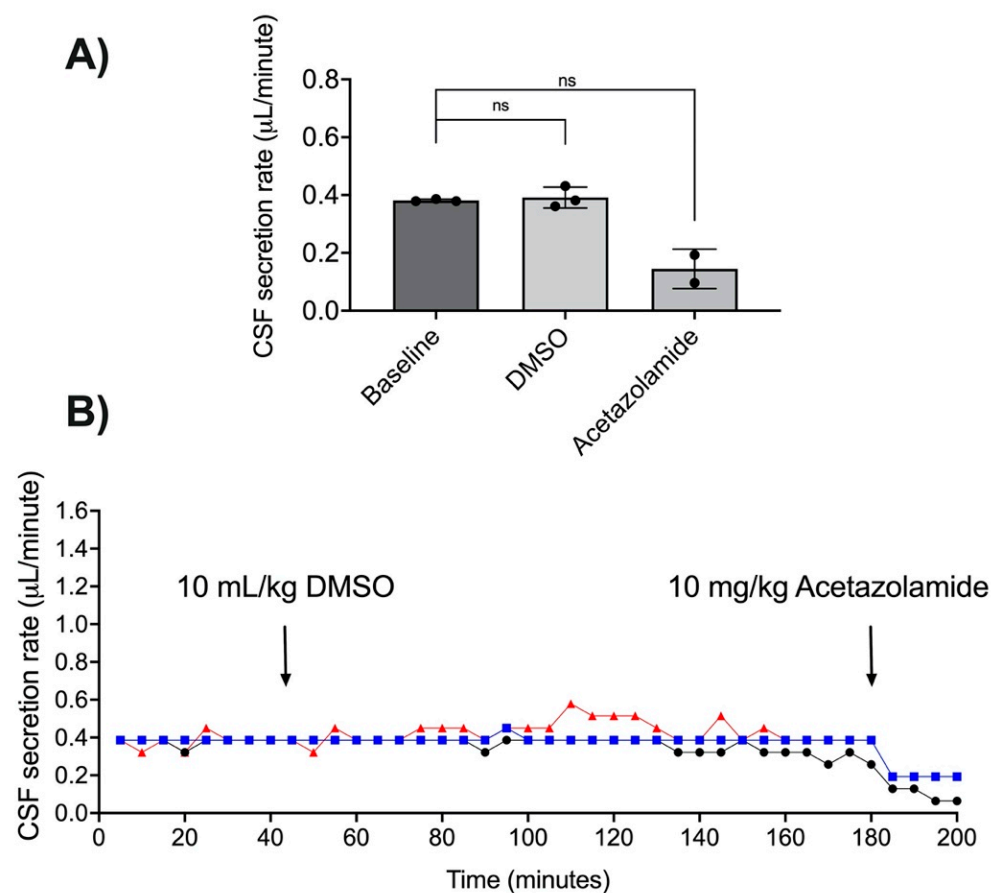 A)
CSF secretion rate (µL/minute)
0.8
0.6
0.4
0.2
0.0
ns
ns
Baseline
DMSO
Acetazolamide
B)
CSF secretion rate (µL/minute)
1.6
1.4
1.2
1.0
0.8
0.6
0.4
0.2
0.0
10 mL/kg DMSO
10 mg/kg Acetazolamide
0 20 40 60 80 100 120 140 160 180 200
Time (minutes)